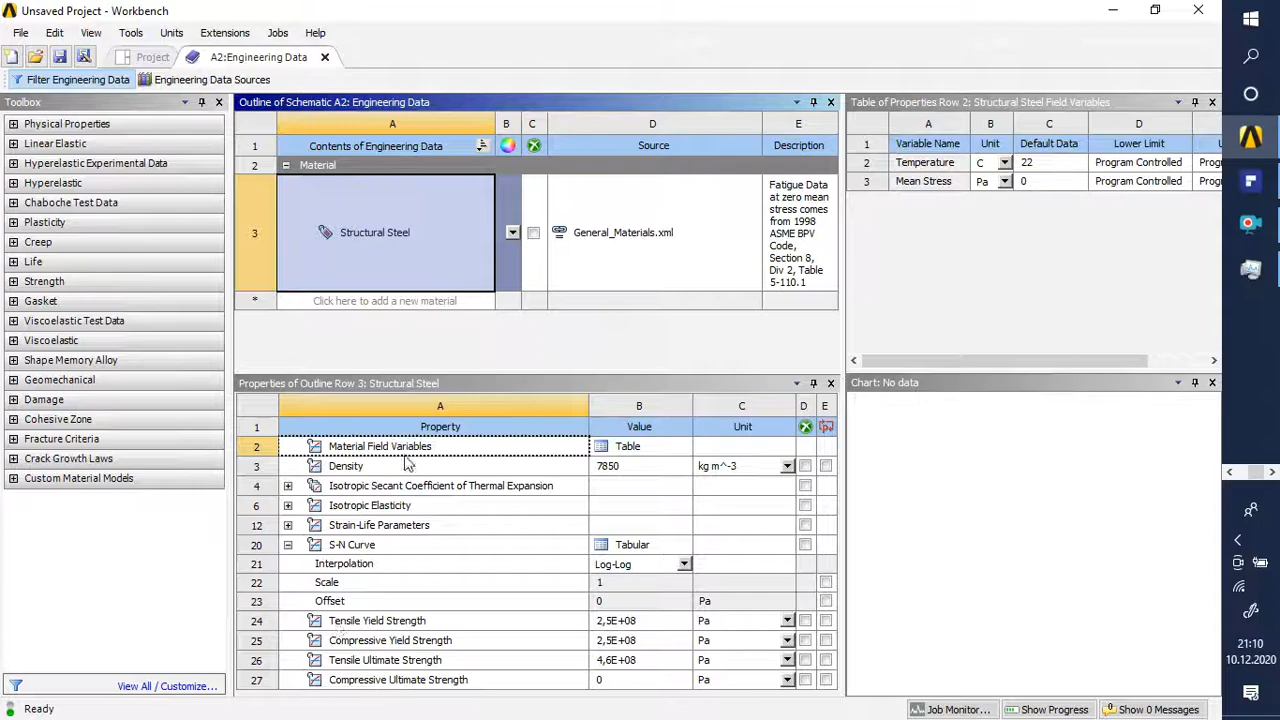 Unsaved Project - Workbench
File Edit View Tools Units Extensions Jobs Help
Project A2:Engineering Data
Filter Engineering Data Engineering Data Sources
Toolbox
Physical Properties
Linear Elastic
Hyperelastic Experimental Data
Hyperelastic
Chaboche Test Data
Plasticity
Creep
Life
Strength
Gasket
Viscoelastic Test Data
Viscoelastic
Shape Memory Alloy
Geomechanical
Damage
Cohesive Zone
Fracture Criteria
Crack Growth Laws
Custom Material Models
View All / Customize...
Outline of Schematic A2: Engineering Data
A B C D E
1 Contents of Engineering Data Source Description
2 Material
3 Structural Steel General_Materials.xml
Fatigue Data
at zero mean
stress comes
from 1998
ASME BPV
Code,
Section 8,
Div 2, Table
5-110.1
* Click here to add a new material
Properties of Outline Row 3: Structural Steel
A B C D E
1 Property Value Unit
2 Material Field Variables Table
3 Density 7850 kg m^-3
4 Isotropic Secant Coefficient of Thermal Expansion
6 Isotropic Elasticity
12 Strain-Life Parameters
20 S-N Curve Tabular
21 Interpolation Log-Log
22 Scale 1
23 Offset 0 Pa
24 Tensile Yield Strength 2,5E+08 Pa
25 Compressive Yield Strength 2,5E+08 Pa
26 Tensile Ultimate Strength 4,6E+08 Pa
27 Compressive Ultimate Strength 0 Pa
Table of Properties Row 2: Structural Steel Field Variables
A B C D
1 Variable Name Unit Default Data Lower Limit
2 Temperature C 22 Program Controlled Prog
3 Mean Stress Pa 0 Program Controlled Prog
Chart: No data
Ready
Job Monitor... Show Progress Show 0 Messages
21:10
10.12.2020